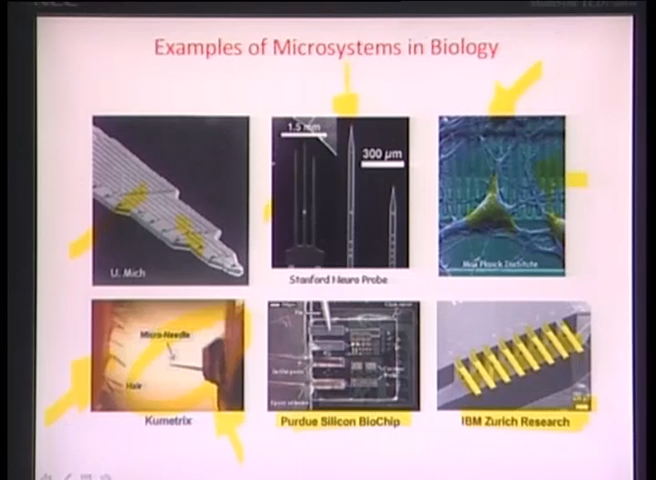 Examples of Microsystems in Biology
1.5 mm
300 µm
U. Mich
Stanford Neuro Probe
Max Planck Institute
Micro-Needle
Hair
Kumetrix
Purdue Silicon BioChip
IBM Zurich Research